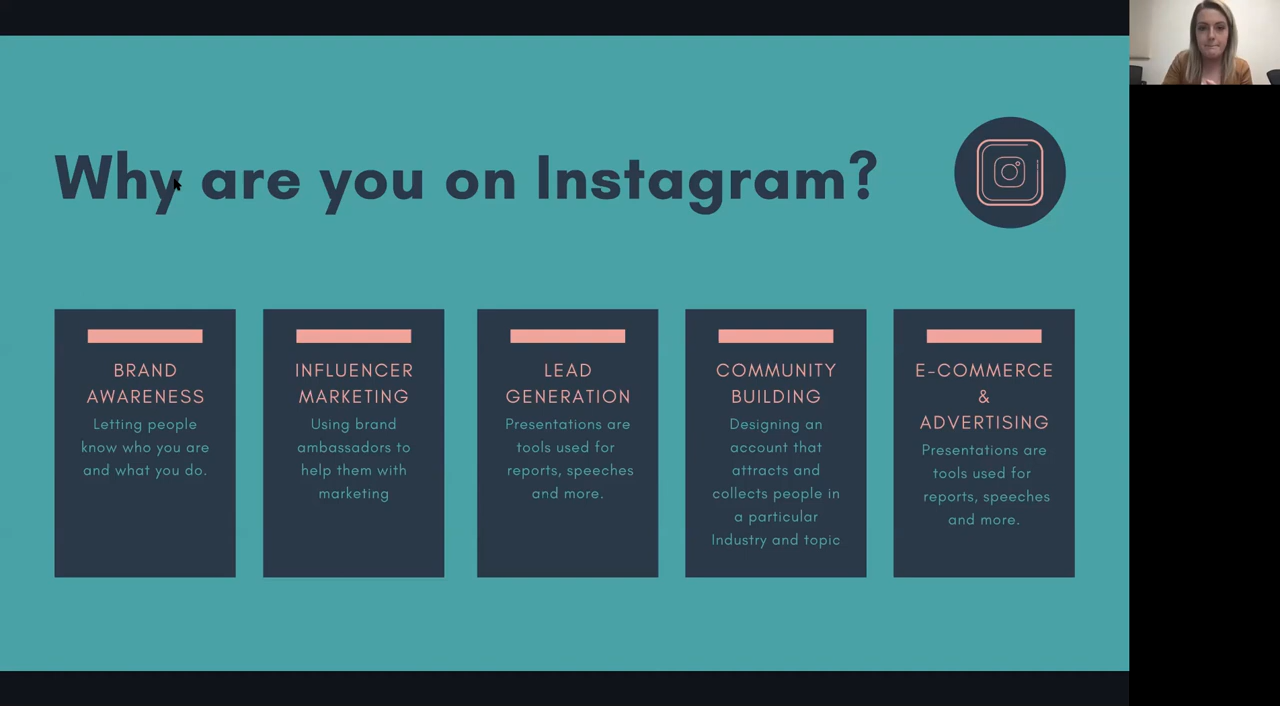 Why are you on Instagram?
BRAND
AWARENESS
Letting people
know who you are
and what you do.
INFLUENCER
MARKETING
Using brand
ambassadors to
help them with
marketing
LEAD
GENERATION
Presentations are
tools used for
reports, speeches
and more.
COMMUNITY
BUILDING
Designing an
account that
attracts and
collects people in
a particular
Industry and topic
E-COMMERCE
&
ADVERTISING
Presentations are
tools used for
reports, speeches
and more.